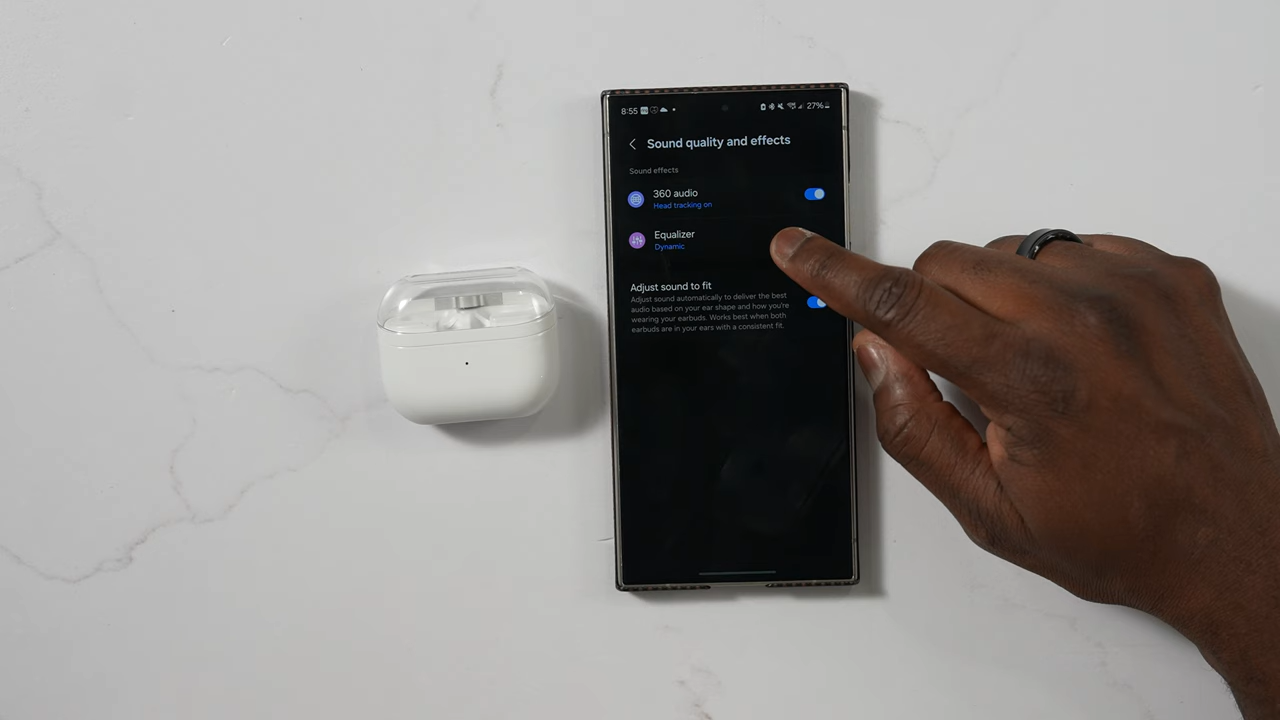 8:55
27%
Sound quality and effects
Sound effects
360 audio
Head tracking on
Equalizer
Dynamic
Adjust sound to fit
Adjust sound automatically to deliver the best
audio based on your ear shape and how you're
wearing your earbuds. Works best when both
earbuds are in your ears with a consistent fit.